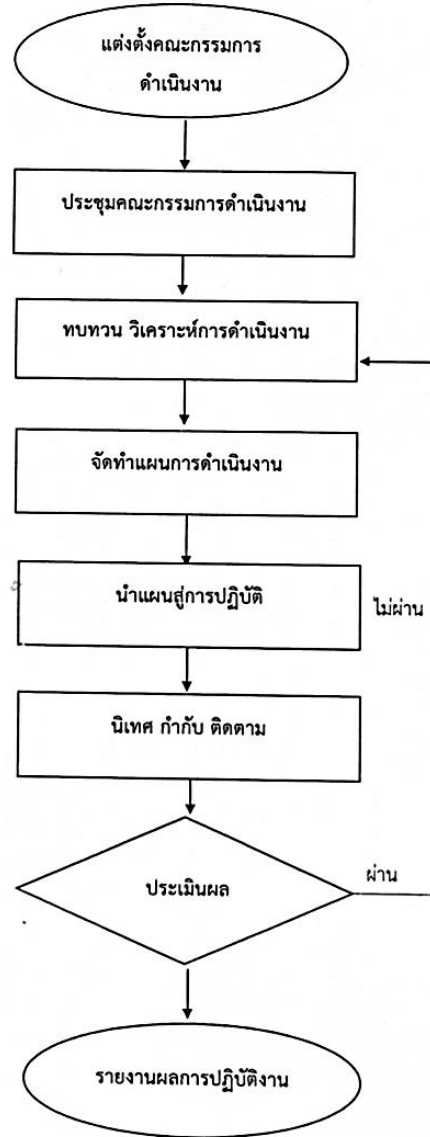 แต่งตั้งคณะกรรมการ
ดำเนินงาน
ประชุมคณะกรรมการดำเนินงาน
ทบทวน วิเคราะห์การดำเนินงาน
จัดทำแผนการดำเนินงาน
นำแผนสู่การปฏิบัติ
ไม่ผ่าน
นิเทศ กำกับ ติดตาม
ประเมินผล
ผ่าน
รายงานผลการปฏิบัติงาน